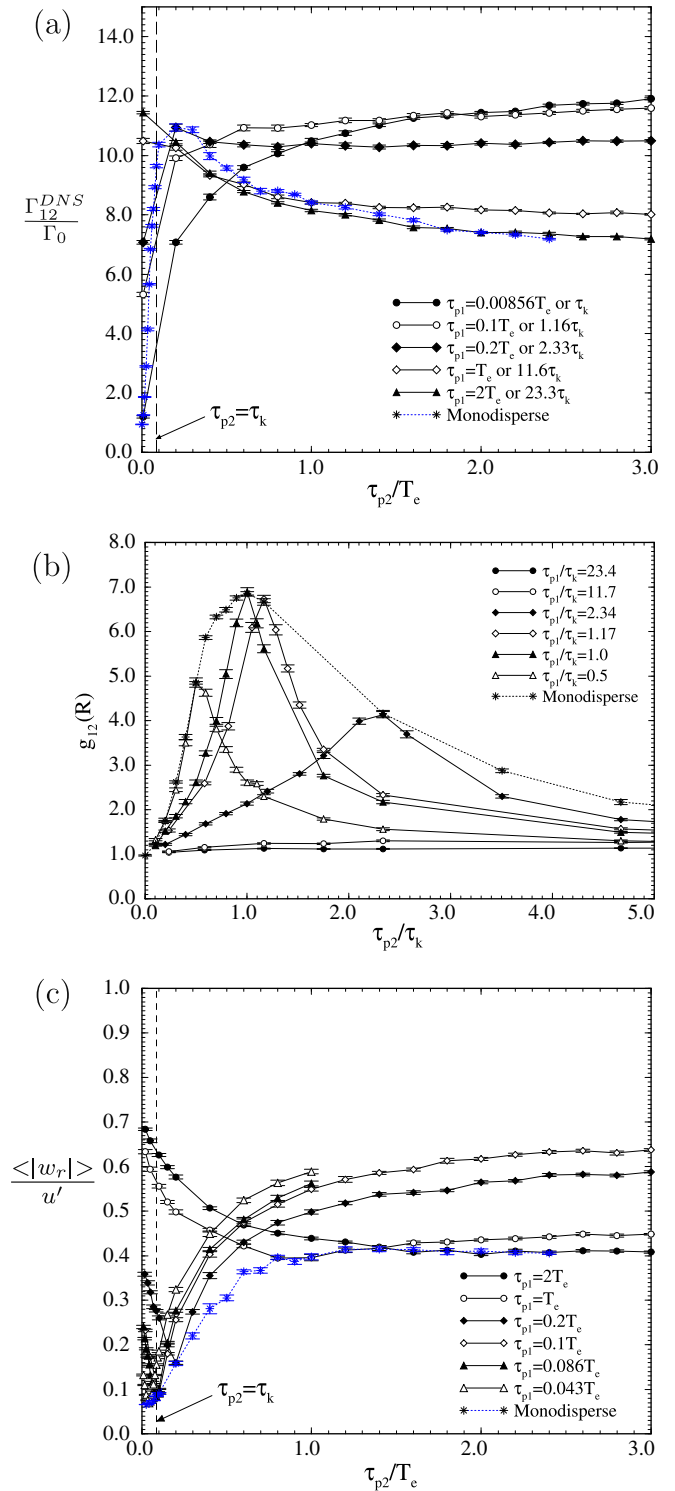 (a)
14.0
12.0
10.0
8.0
6.0
4.0
2.0
0.0
Γ₁₂ᴰᴺˢ
Γ₀
τp1=0.00856Te or τk
τp1=0.1Te or 1.16τk
τp1=0.2Te or 2.33τk
τp1=Te or 11.6τk
τp1=2Te or 23.3τk
Monodisperse
τp2=τk
0.0 1.0 2.0 3.0
τp2/Te
(b)
8.0
7.0
6.0
5.0
4.0
3.0
2.0
1.0
0.0
g12(R)
τp1/τk=23.4
τp1/τk=11.7
τp1/τk=2.34
τp1/τk=1.17
τp1/τk=1.0
τp1/τk=0.5
Monodisperse
0.0 1.0 2.0 3.0 4.0 5.0
τp2/τk
(c)
1.0
0.9
0.8
0.7
0.6
0.5
0.4
0.3
0.2
0.1
0.0
<|wr|>
u′
τp1=2Te
τp1=Te
τp1=0.2Te
τp1=0.1Te
τp1=0.086Te
τp1=0.043Te
Monodisperse
τp2=τk
0.0 1.0 2.0 3.0
τp2/Te